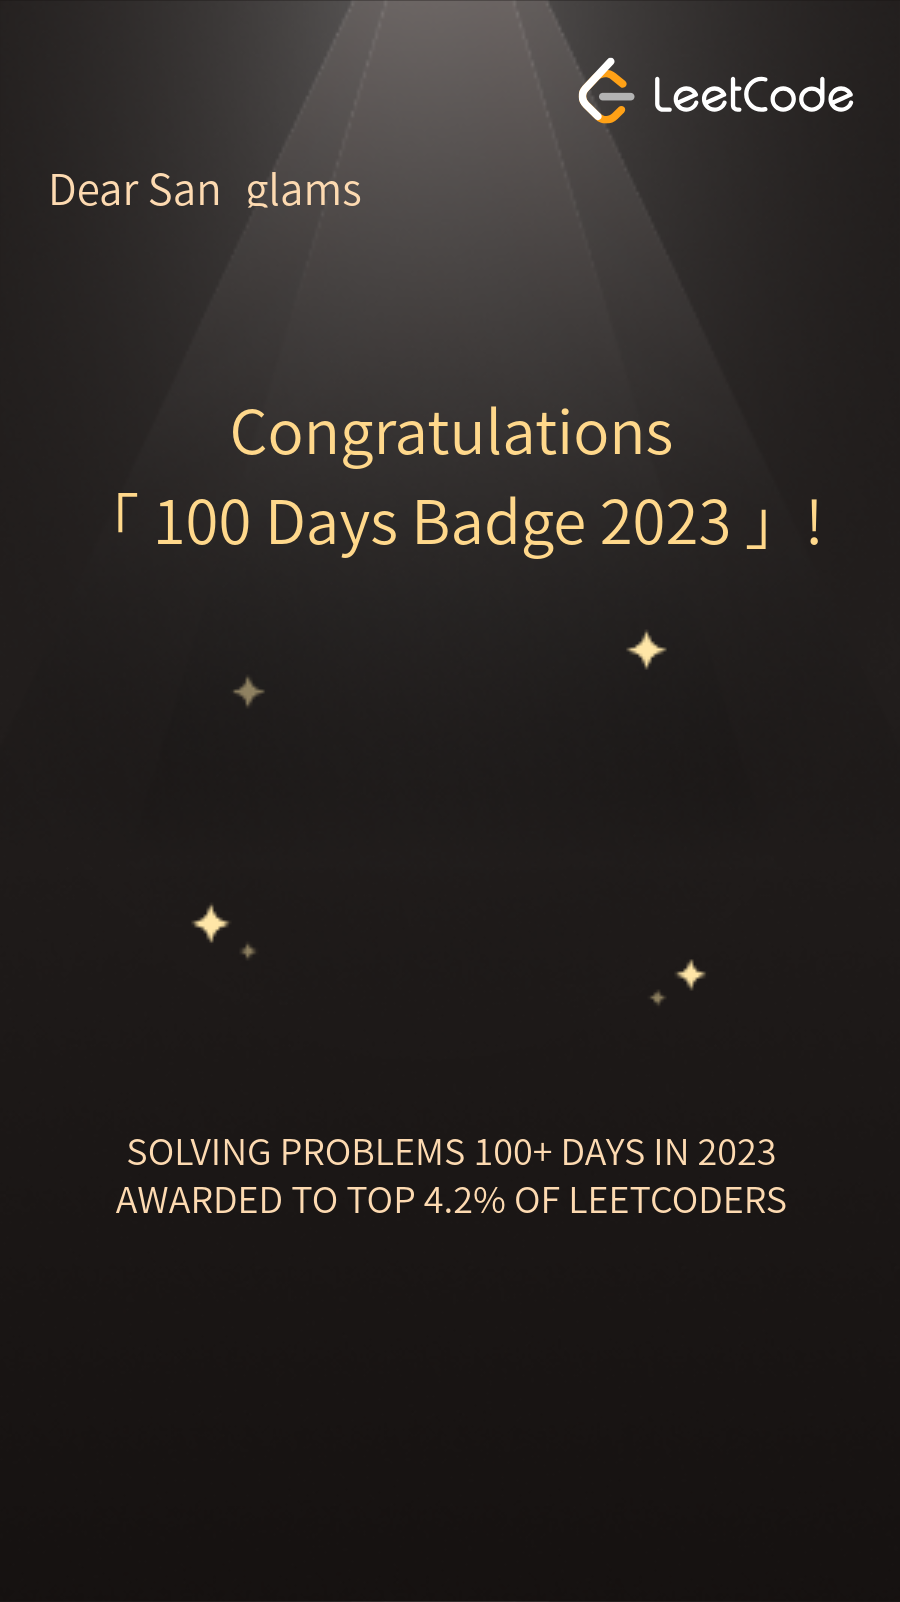 LeetCode
Dear San glams
Congratulations
「 100 Days Badge 2023 」!
SOLVING PROBLEMS 100+ DAYS IN 2023
AWARDED TO TOP 4.2% OF LEETCODERS